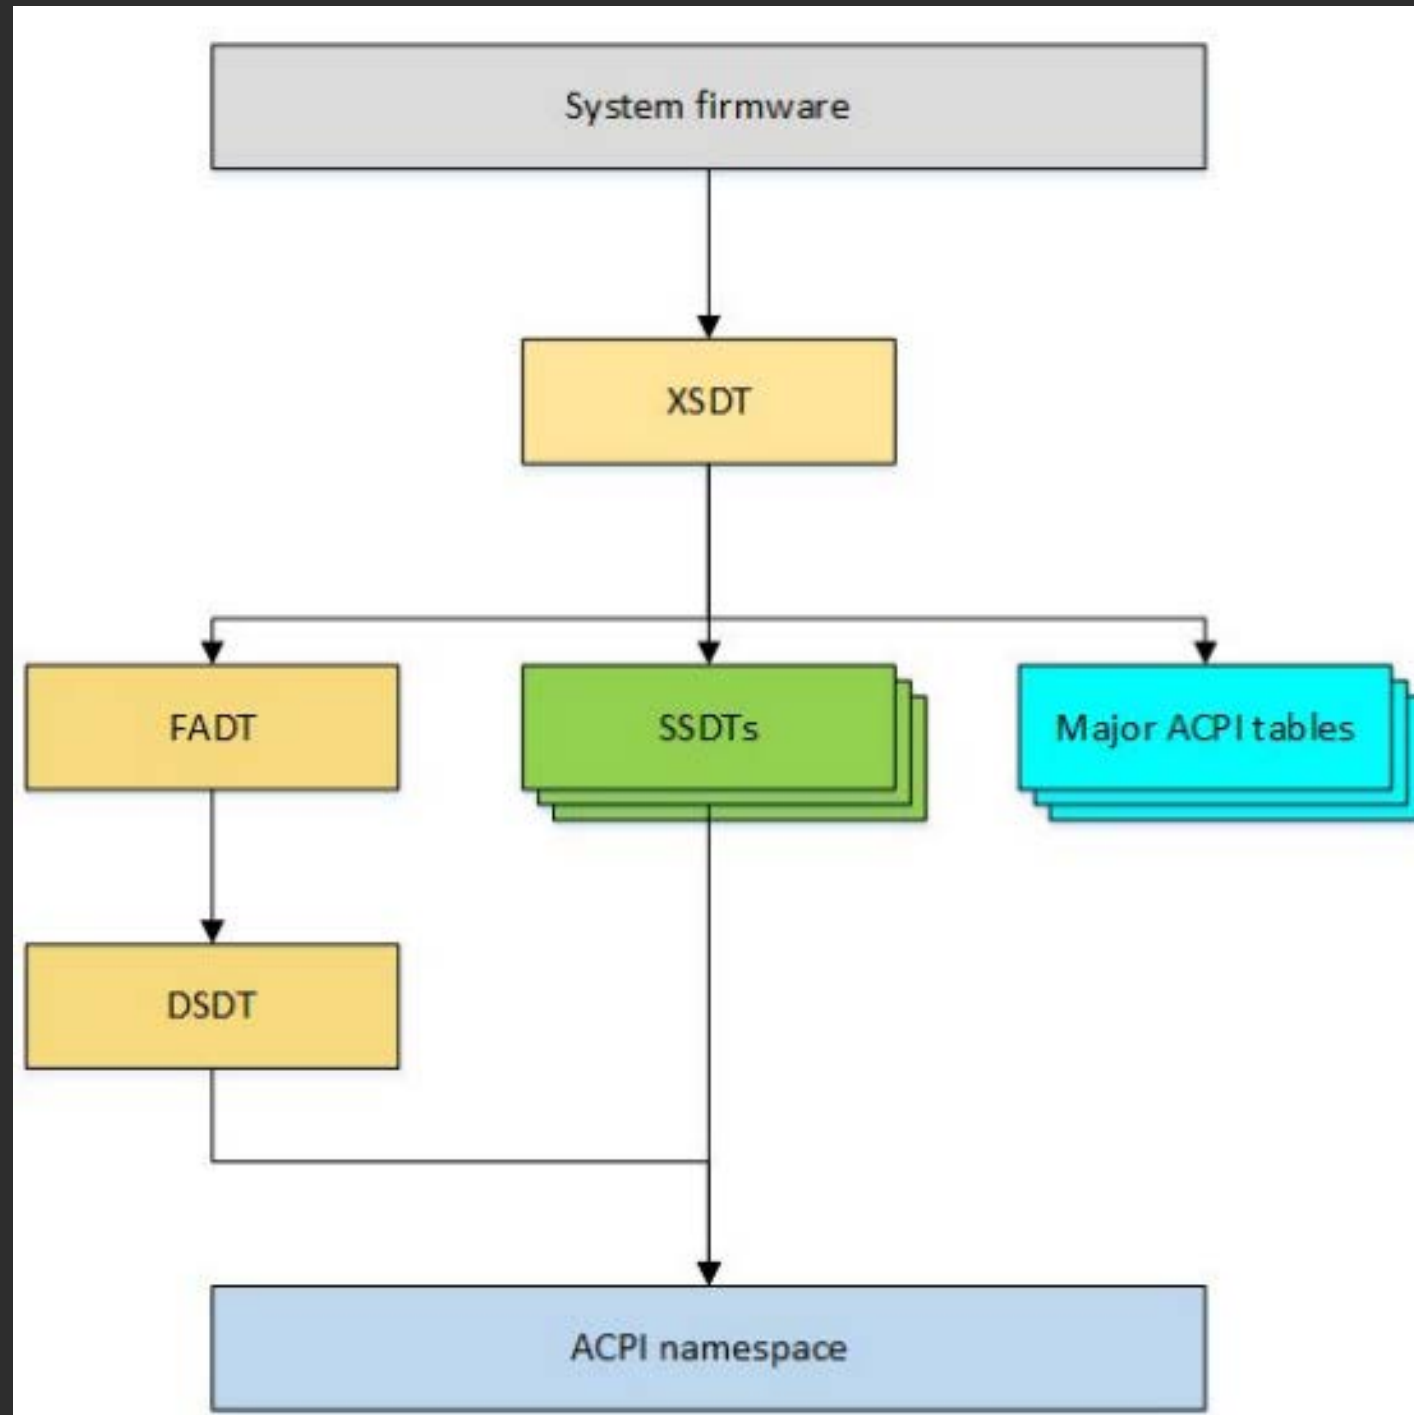 System firmware
XSDT
FADT
SSDTs
Major ACPI tables
DSDT
ACPI namespace